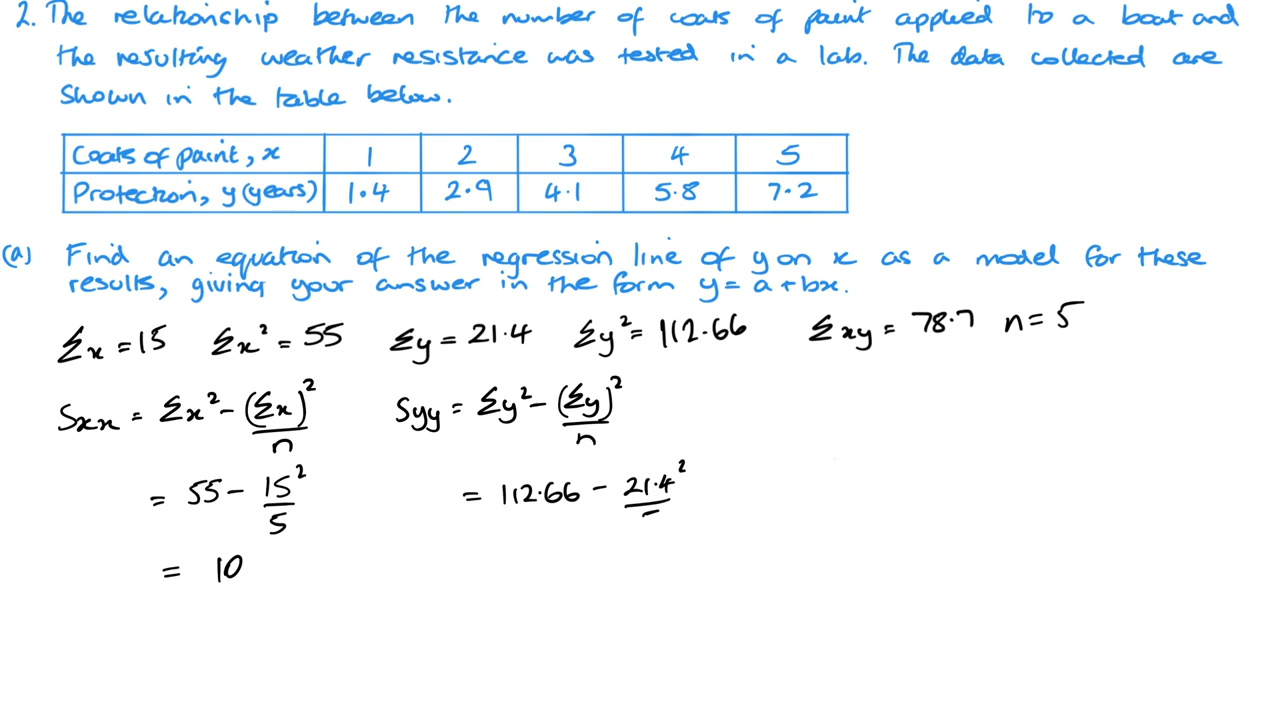 2. The relationship between the number of coats of paint applied to a boat and
the resulting weather resistance was tested in a lab. The data collected are
shown in the table below.
Coats of paint, x 1 2 3 4 5
Protection, y (years) 1.4 2.9 4.1 5.8 7.2
(a) Find an equation of the regression line of y on x as a model for these
results, giving your answer in the form y = a + bx.
Σx = 15 Σx² = 55 Σy = 21.4 Σy² = 112.66 Σxy = 78.7 n = 5
Sxx = Σx² - (Σx)²/n Syy = Σy² - (Σy)²/n
= 55 - 15²/5 = 112.66 - 21.4²/
= 10